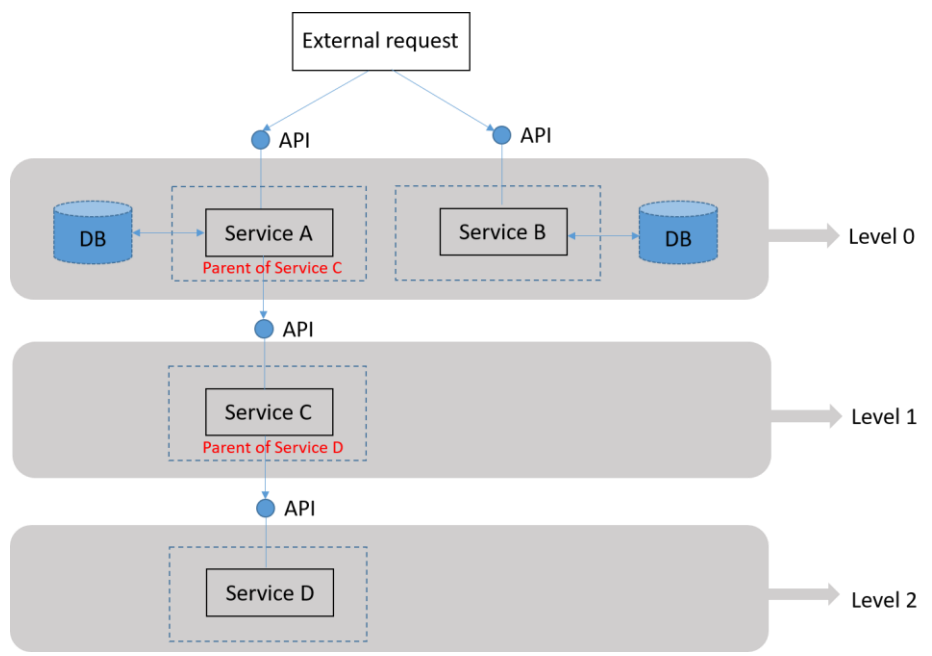 External request
API
API
DB
Service A
Parent of Service C
Service B
DB
Level 0
API
Service C
Parent of Service D
Level 1
API
Service D
Level 2